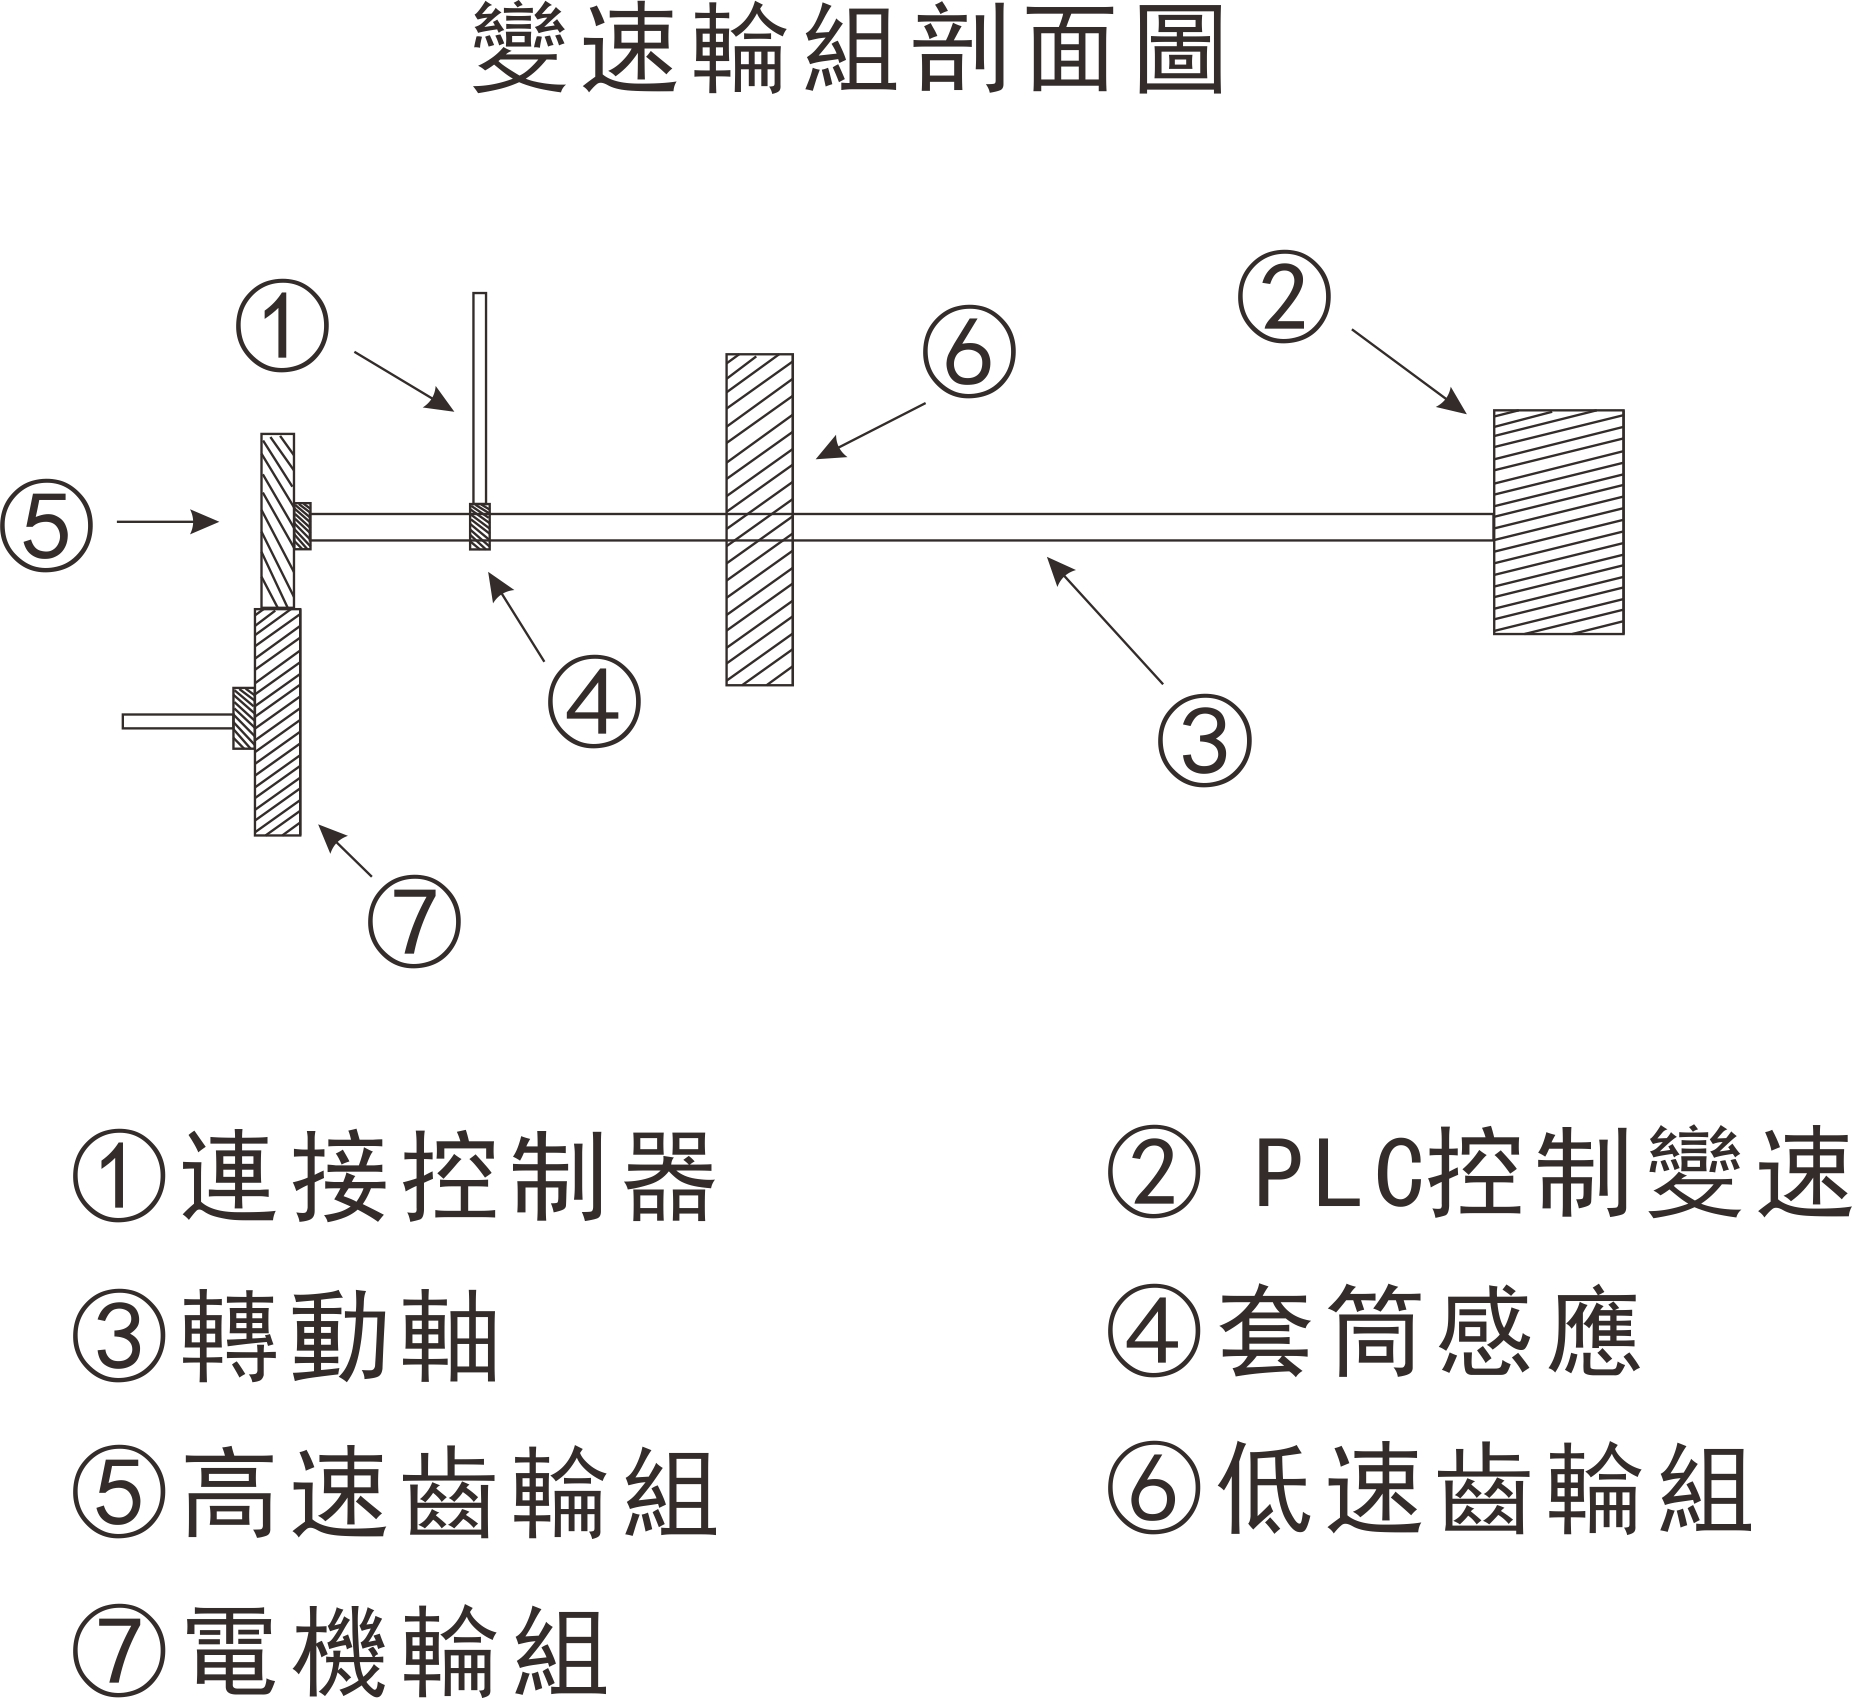 變速輪組剖面圖
②
①
⑥
⑤
④
③
⑦
①連接控制器
② PLC控制變速
③轉動軸
④套筒感應
⑤高速齒輪組
⑥低速齒輪組
⑦電機輪組